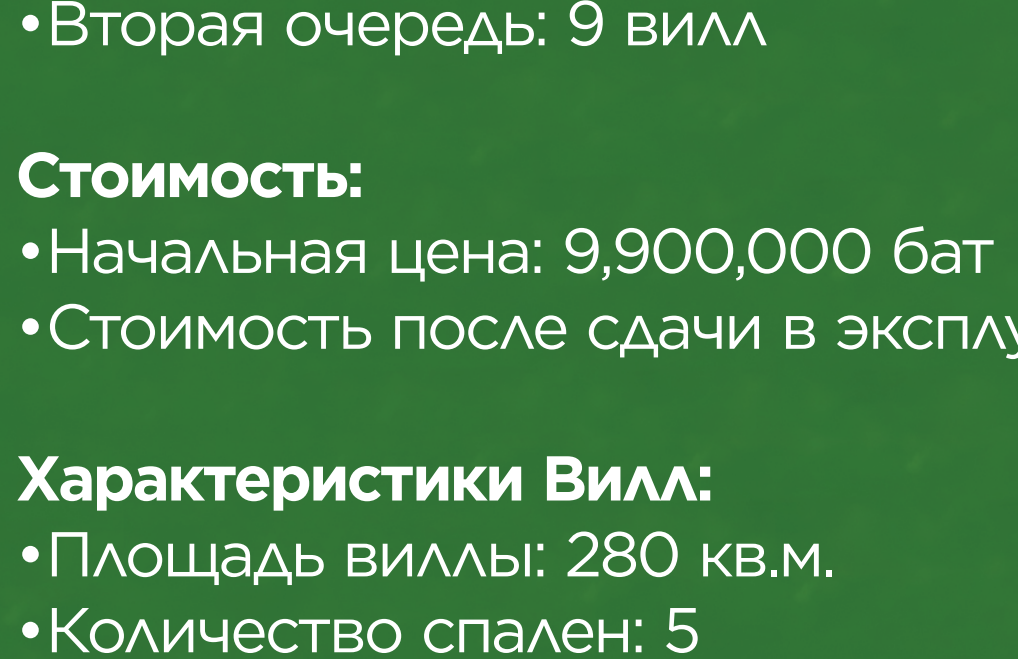 •Вторая очередь: 9 вилл
Стоимость:
•Начальная цена: 9,900,000 бат
•Стоимость после сдачи в эксплу
Характеристики Вилл:
•Площадь виллы: 280 кв.м.
•Количество спален: 5